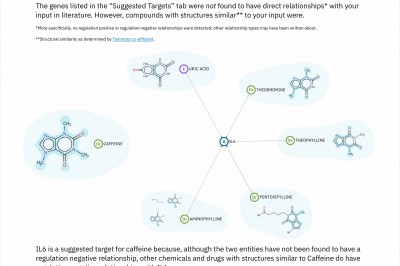 The genes listed in the "Suggested Targets" tab were not found to have direct relationships* with your
input in literature. However, compounds with structures similar** to your input were.
*More specifically, no regulation positive or regulation negative relationships were detected; other relationship types may have been written about.
**Structural similarity as determined by Tanimoto co-efficient.
URIC ACID
THEOBROMINE
CAFFEINE
IL6
THEOPHYLLINE
AMINOPHYLLINE
PENTOXIFYLLINE
IL6 is a suggested target for caffeine because, although the two entities have not been found to have a
regulation negative relationship, other chemicals and drugs with structures similar to Caffeine do have